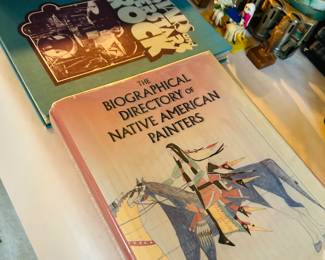 THE
BIOGRAPHICAL
DIRECTORY OF
NATIVE AMERICAN
PAINTERS